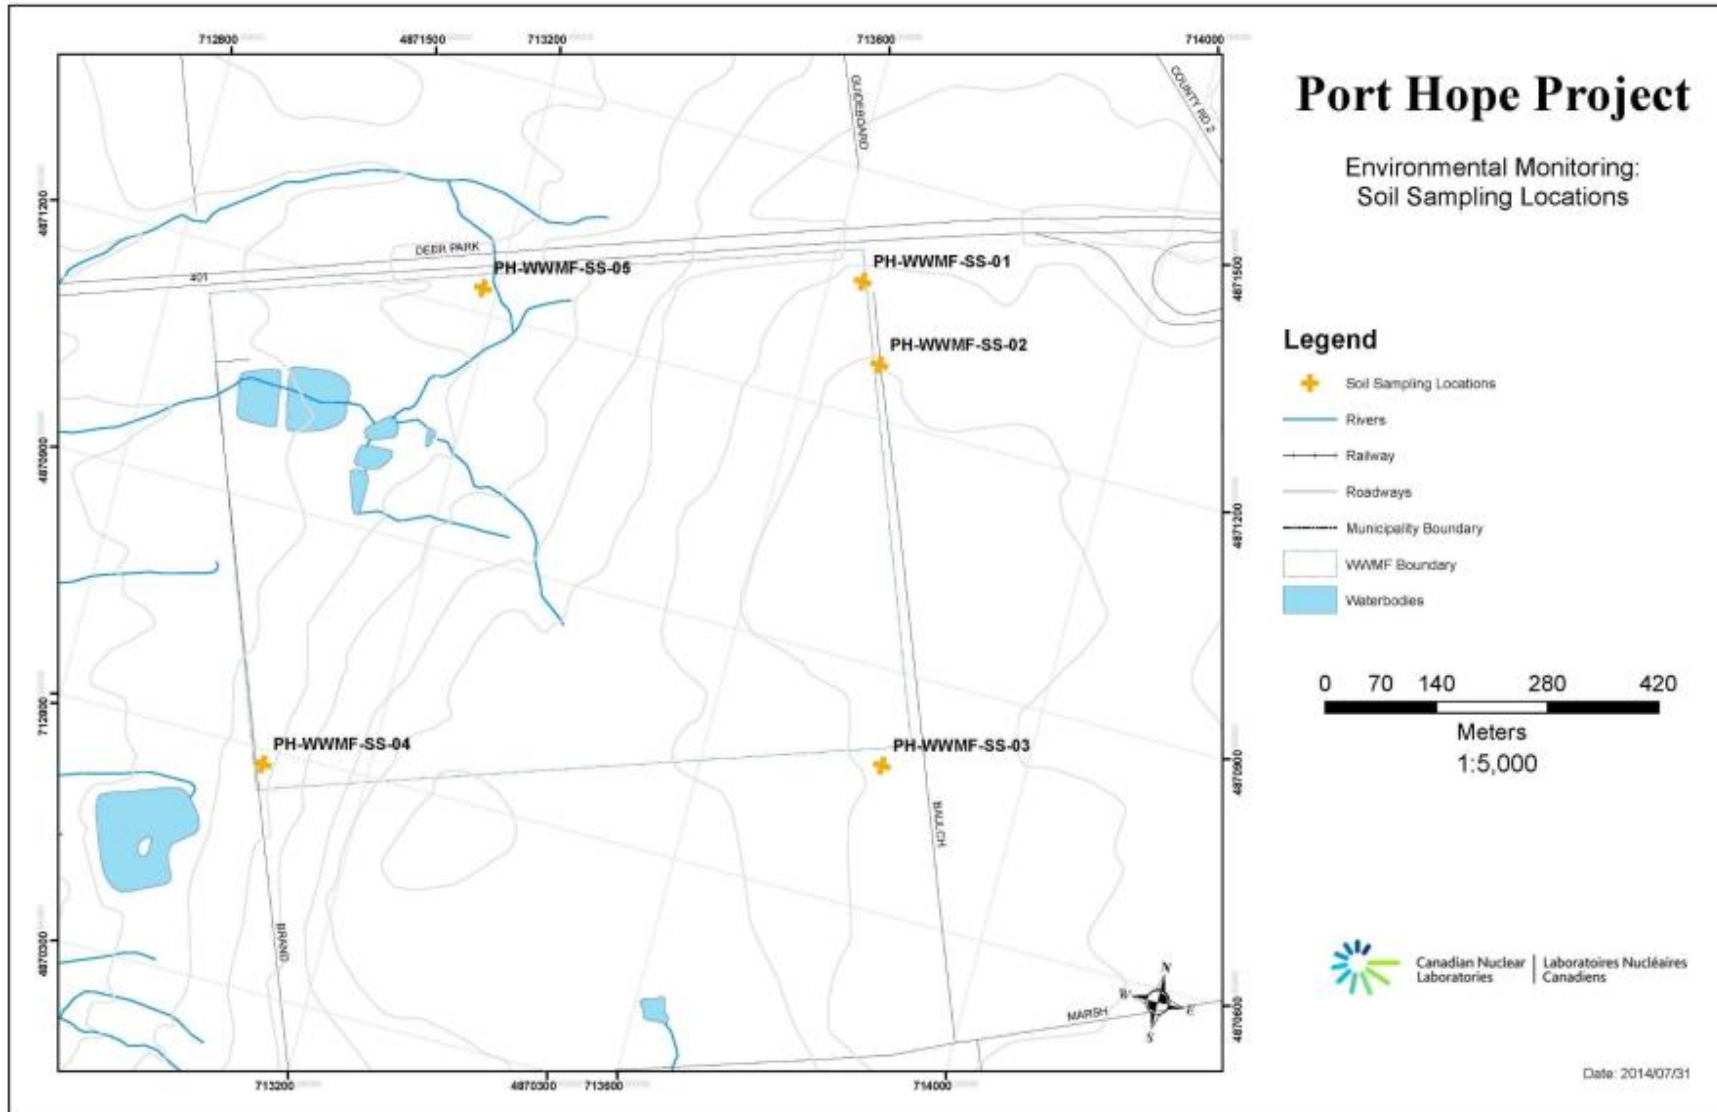 712800
4871500
713200
713600
714000
Port Hope Project
Environmental Monitoring:
Soil Sampling Locations
GUIDEBOARD
COUNTY RD 2
4871200
DEER PARK
401
PH-WWMF-SS-05
PH-WWMF-SS-01
4871500
PH-WWMF-SS-02
Legend
Soil Sampling Locations
Rivers
Railway
Roadways
Municipality Boundary
WWMF Boundary
Waterbodies
4870900
4871200
712800
0 70 140 280 420
Meters
1:5,000
PH-WWMF-SS-04
PH-WWMF-SS-03
4870900
BAULCH
BRAND
4870300
Canadian Nuclear
Laboratories
Laboratoires Nucléaires
Canadiens
N
W
E
S
MARSH
4870600
713200
4870300
713600
714000
Date: 2014/07/31